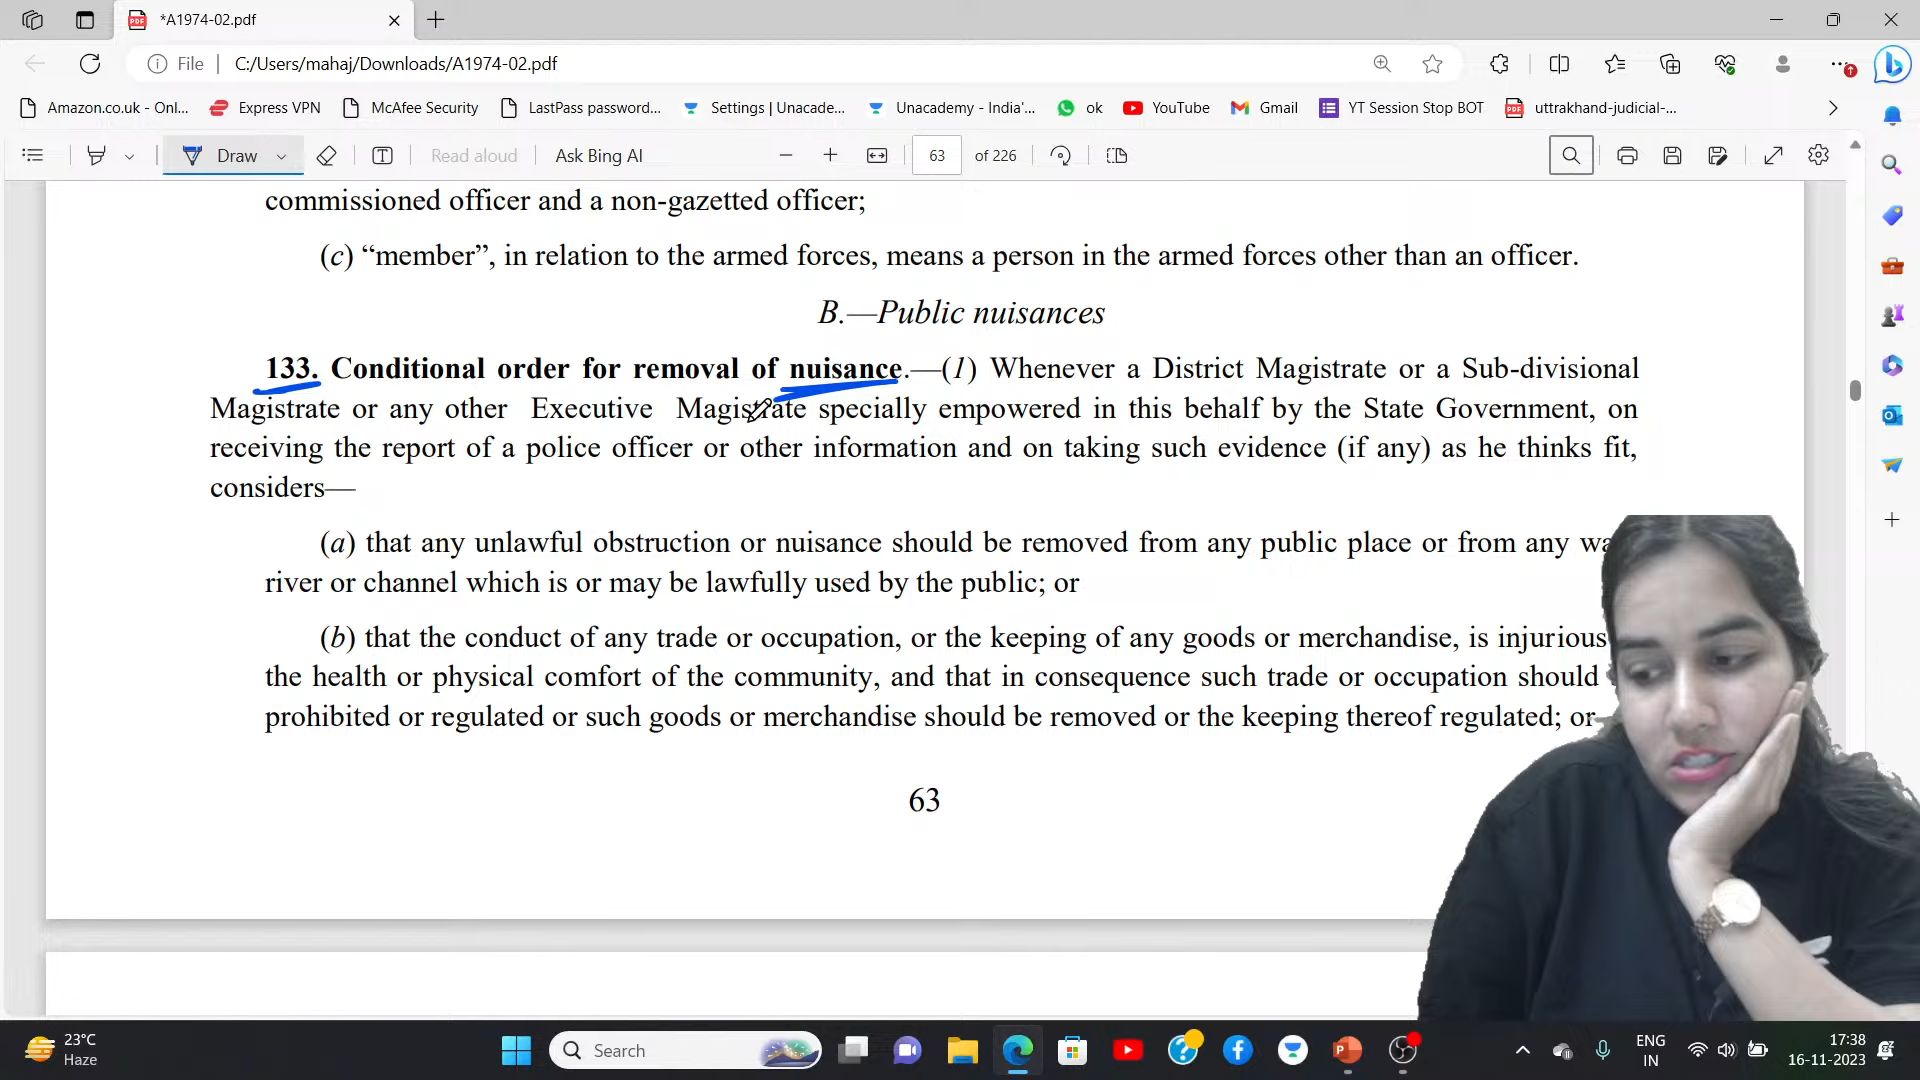 *A1974-02.pdf
File
C:/Users/mahaj/Downloads/A1974-02.pdf
Amazon.co.uk - Onl...
Express VPN
McAfee Security
LastPass password...
Settings | Unacade...
Unacademy - India'...
ok
YouTube
Gmail
YT Session Stop BOT
uttrakhand-judicial-...
Draw
Read aloud
Ask Bing AI
63
of 226
commissioned officer and a non-gazetted officer;
(c) “member”, in relation to the armed forces, means a person in the armed forces other than an officer.
B.—Public nuisances
133. Conditional order for removal of nuisance.—(1) Whenever a District Magistrate or a Sub-divisional
Magistrate or any other Executive Magistrate specially empowered in this behalf by the State Government, on
receiving the report of a police officer or other information and on taking such evidence (if any) as he thinks fit,
considers—
(a) that any unlawful obstruction or nuisance should be removed from any public place or from any
river or channel which is or may be lawfully used by the public; or
(b) that the conduct of any trade or occupation, or the keeping of any goods or merchandise, is injurious
the health or physical comfort of the community, and that in consequence such trade or occupation should
prohibited or regulated or such goods or merchandise should be removed or the keeping thereof regulated; or
63
23°C
Haze
Search
ENG
IN
17:38
16-11-2023